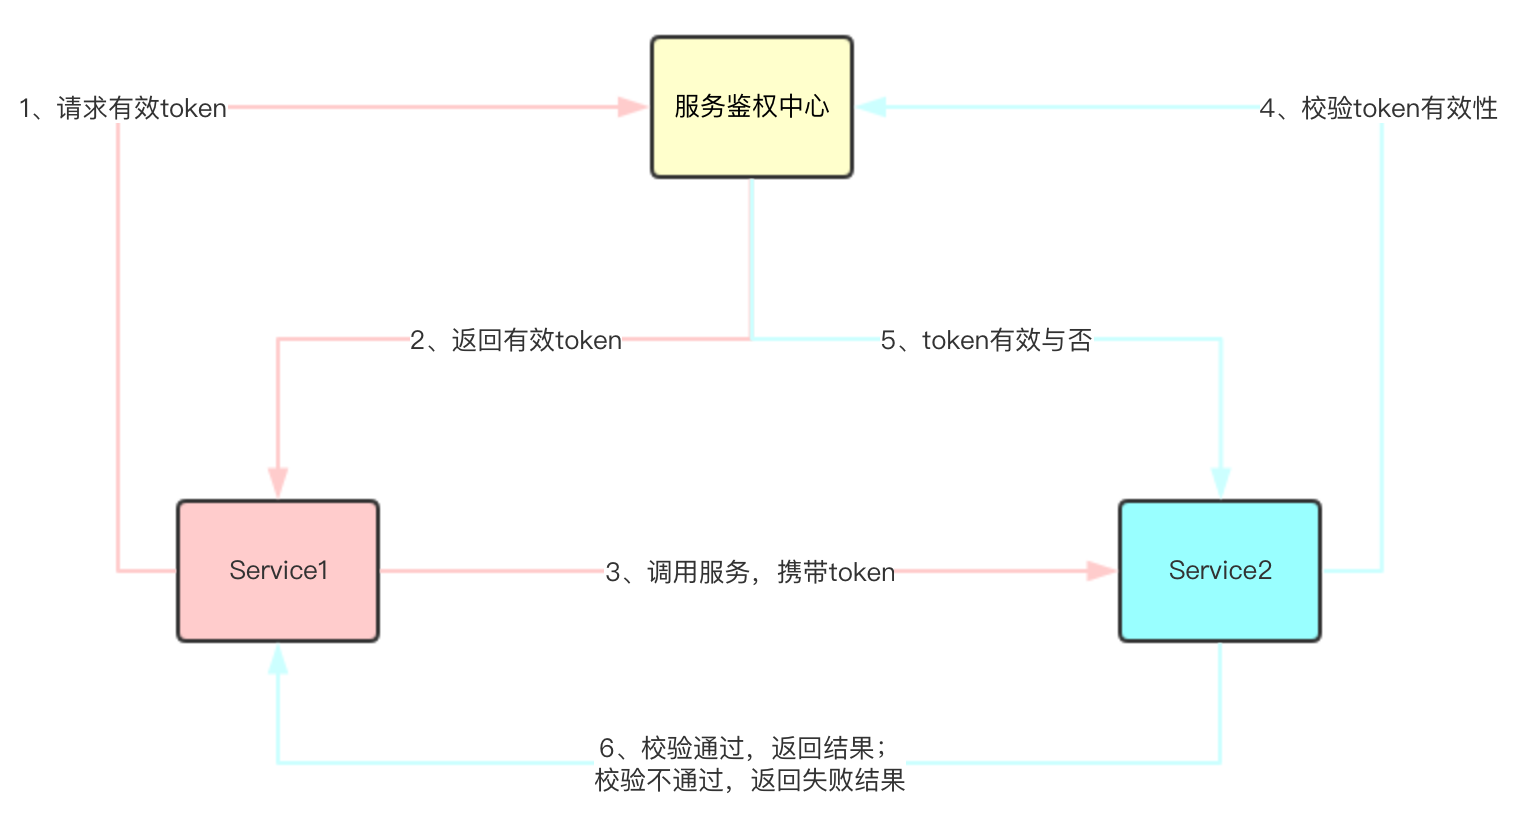 服务鉴权中心
1、请求有效token
4、校验token有效性
2、返回有效token
5、token有效与否
Service1
3、调用服务，携带token
Service2
6、校验通过，返回结果；
校验不通过，返回失败结果